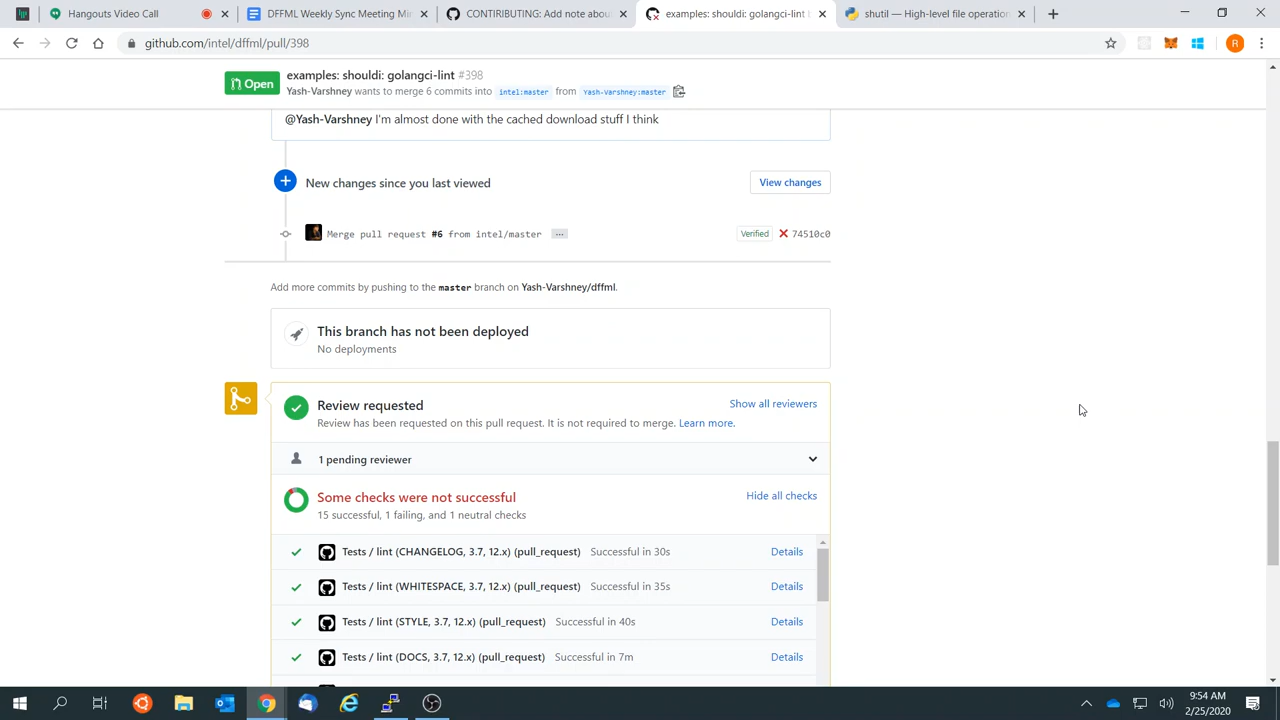 Hangouts Video Call
DFFML Weekly Sync Meeting Mi
CONTIRIBUTING: Add note abou
examples: shouldi: golangci-lint b
shutil — High-level file operation
github.com/intel/dffml/pull/398
R
Open
examples: shouldi: golangci-lint #398
Yash-Varshney wants to merge 6 commits into intel:master from Yash-Varshney:master
@Yash-Varshney I'm almost done with the cached download stuff I think
New changes since you last viewed
View changes
Merge pull request #6 from intel/master ...
Verified
74510c0
Add more commits by pushing to the master branch on Yash-Varshney/dffml.
This branch has not been deployed
No deployments
Review requested
Show all reviewers
Review has been requested on this pull request. It is not required to merge. Learn more.
1 pending reviewer
Some checks were not successful
Hide all checks
15 successful, 1 failing, and 1 neutral checks
Tests / lint (CHANGELOG, 3.7, 12.x) (pull_request) Successful in 30s
Details
Tests / lint (WHITESPACE, 3.7, 12.x) (pull_request) Successful in 35s
Details
Tests / lint (STYLE, 3.7, 12.x) (pull_request) Successful in 40s
Details
Tests / lint (DOCS, 3.7, 12.x) (pull_request) Successful in 7m
Details
9:54 AM
2/25/2020